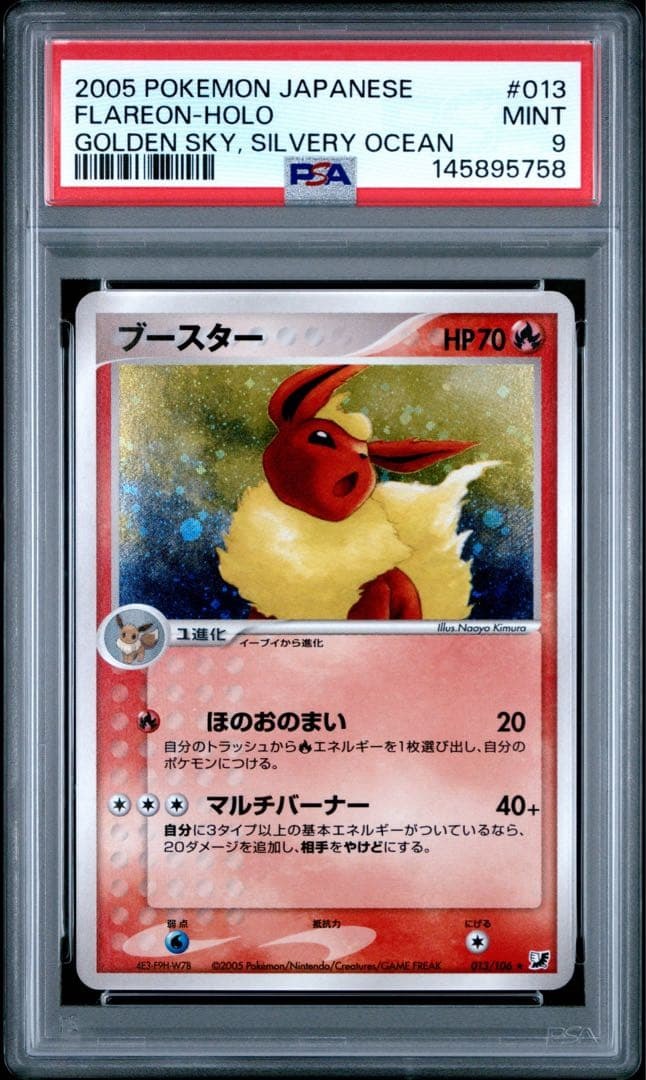 2005 POKEMON JAPANESE #013
FLAREON-HOLO MINT
GOLDEN SKY, SILVERY OCEAN 9
PSA 145895758
ブースター HP70
Illus. Naoyo Kimura
1進化
イーブイから進化
ほのおのまい 20
自分のトラッシュからエネルギーを1枚選び出し、自分の
ポケモンにつける。
マルチバーナー 40+
自分に3タイプ以上の基本エネルギーがついているなら、
20ダメージを追加し、相手をやけどにする。
弱点 抵抗力 にげる
4E3-F9H-W7B ©2005 Pokémon/Nintendo/Creatures/GAME FREAK 013/106 ★
PSA